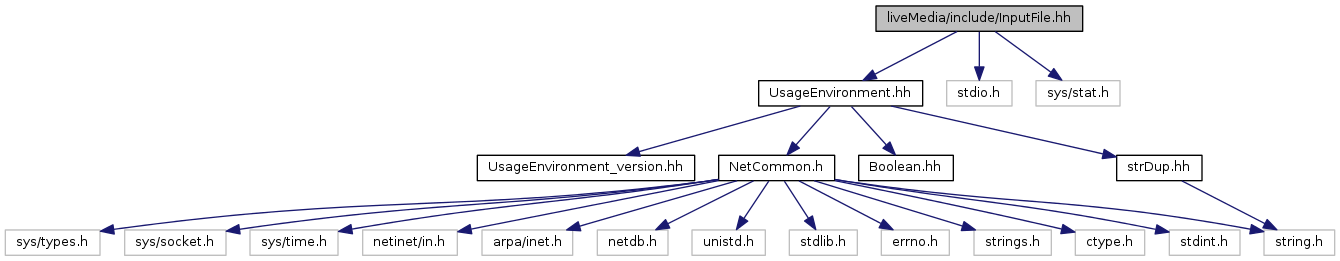 liveMedia/include/InputFile.hh
UsageEnvironment.hh
stdio.h
sys/stat.h
UsageEnvironment_version.hh
NetCommon.h
Boolean.hh
strDup.hh
sys/types.h
sys/socket.h
sys/time.h
netinet/in.h
arpa/inet.h
netdb.h
unistd.h
stdlib.h
errno.h
strings.h
ctype.h
stdint.h
string.h